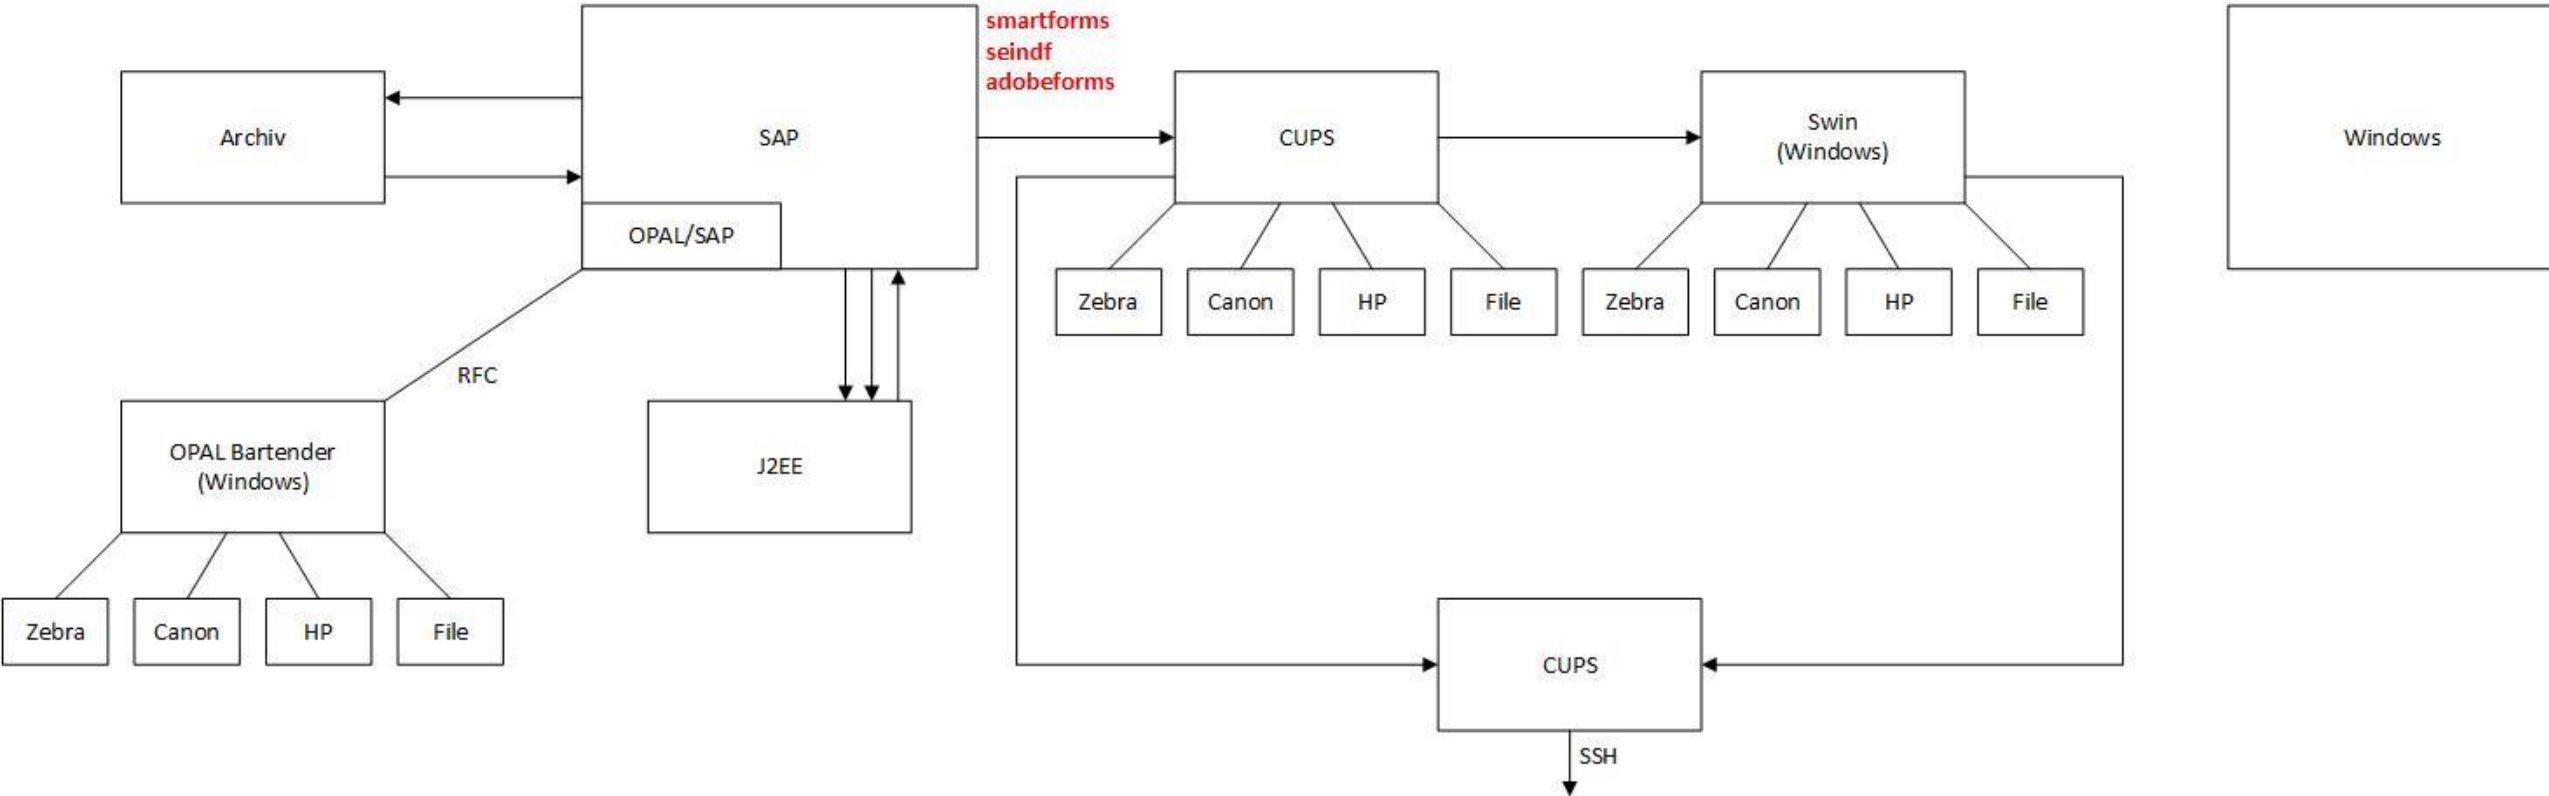 smartforms
seindf
adobeforms
Archiv
SAP
CUPS
Swin
(Windows)
Windows
OPAL/SAP
Zebra
Canon
HP
File
Zebra
Canon
HP
File
RFC
OPAL Bartender
(Windows)
J2EE
Zebra
Canon
HP
File
CUPS
SSH